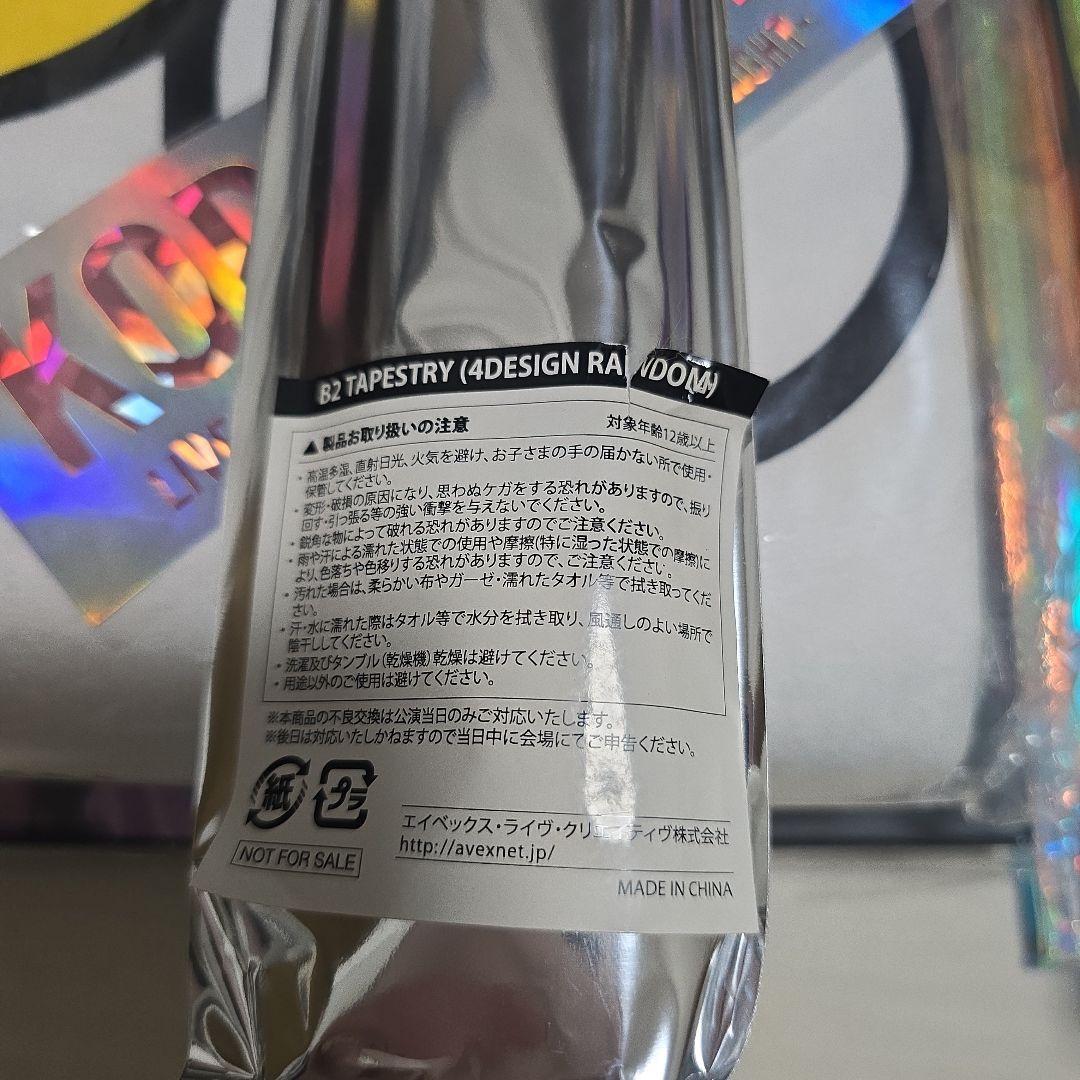 KO
LIVE
B2 TAPESTRY (4DESIGN RANDOM)
▲ 製品お取り扱いの注意
対象年齢12歳以上
・高温多湿、直射日光、火気を避け、お子さまの手の届かない所で使用・
保管してください。
・変形・破損の原因になり、思わぬケガをする恐れがありますので、振り
回す・引っ張る等の強い衝撃を与えないでください。
・鋭角な物によって破れる恐れがありますのでご注意ください。
・雨や汗による濡れた状態での使用や摩擦(特に湿った状態での摩擦)に
より、色落ちや色移りする恐れがありますので、ご注意ください。
・汚れた場合は、柔らかい布やガーゼ・濡れたタオル等で拭き取ってくだ
さい。
・汗・水に濡れた際はタオル等で水分を拭き取り、風通しのよい場所で
陰干ししてください。
・洗濯及びタンブル(乾燥機)乾燥は避けてください。
・用途以外のご使用は避けてください。
※本商品の不良交換は公演当日のみご対応いたします。
※後日は対応いたしかねますので当日中に会場にてご申告ください。
紙
プラ
NOT FOR SALE
エイベックス・ライヴ・クリエイティヴ株式会社
http://avexnet.jp/
MADE IN CHINA